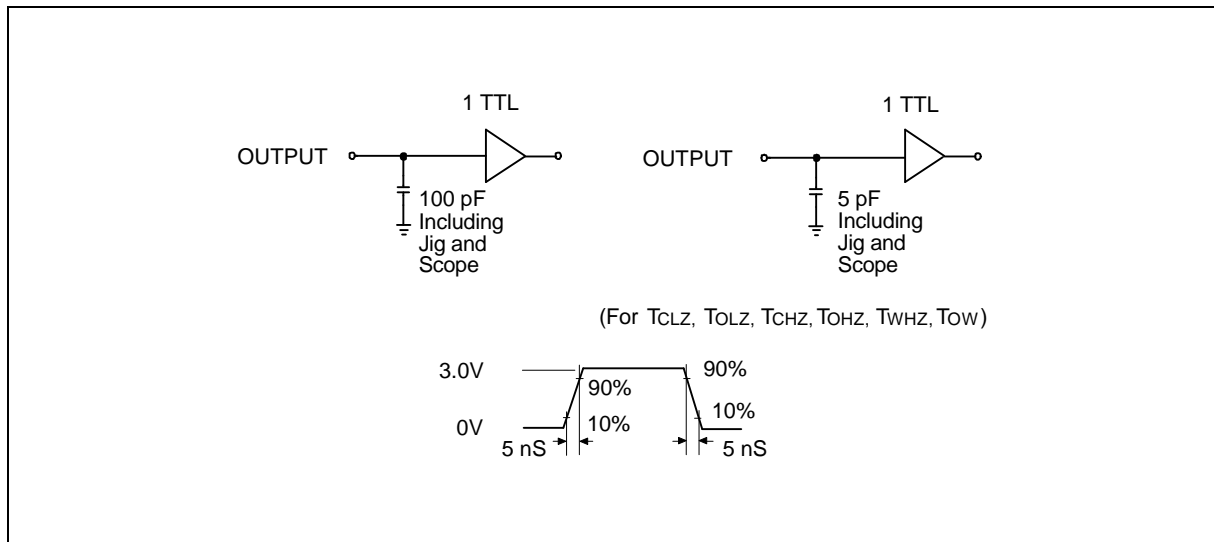 1 TTL
OUTPUT
100 pF
Including
Jig and
Scope
1 TTL
OUTPUT
5 pF
Including
Jig and
Scope
(For TCLZ, TOLZ, TCHZ, TOHZ, TWHZ, TOW)
3.0V
90%
90%
0V
10%
10%
5 nS
5 nS